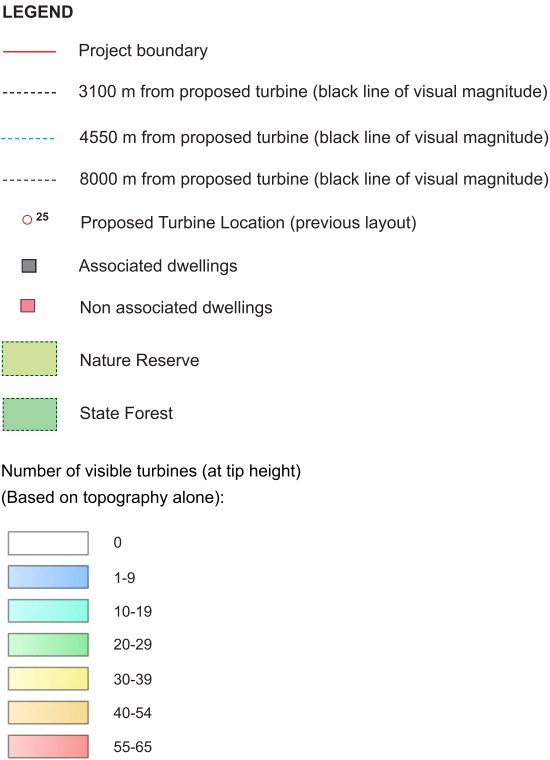 LEGEND
Project boundary
3100 m from proposed turbine (black line of visual magnitude)
4550 m from proposed turbine (black line of visual magnitude)
8000 m from proposed turbine (black line of visual magnitude)
25 Proposed Turbine Location (previous layout)
Associated dwellings
Non associated dwellings
Nature Reserve
State Forest
Number of visible turbines (at tip height)
(Based on topography alone):
0
1-9
10-19
20-29
30-39
40-54
55-65